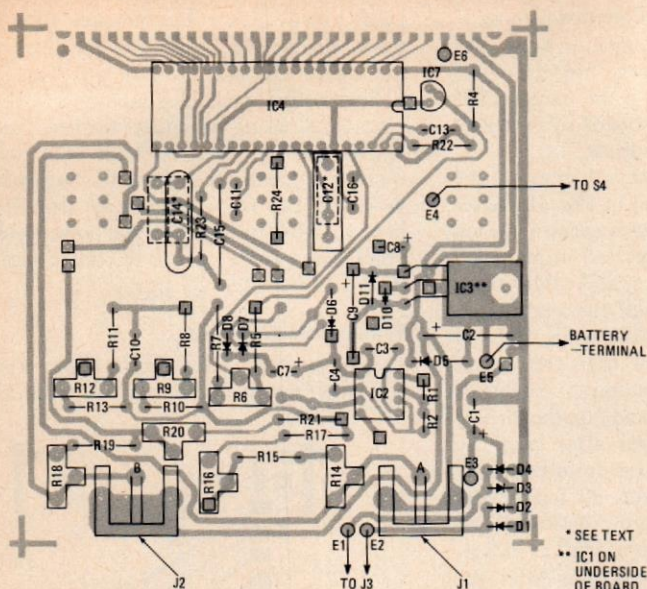 E6
IC7
IC4
R4
C13
R22
C14*
R23
C15
C11
R24
C12*
C16
E4
TO S4
C8
+
IC3**
D11
D10
C9
+
D6
C2
+
BATTERY
—TERMINAL
R11
C10
R8
R7
D8
D7
R5
C7
+
C4
C3
D5
E5
IC2
R1
R2
C1
+
R12
R9
R6
R13
R10
R21
R17
R20
R19
R18
B
R16
R15
R14
A
E3
D4
D3
D2
D1
E1
E2
J2
TO J3
J1
* SEE TEXT
** IC1 ON
UNDERSIDE
OF BOARD